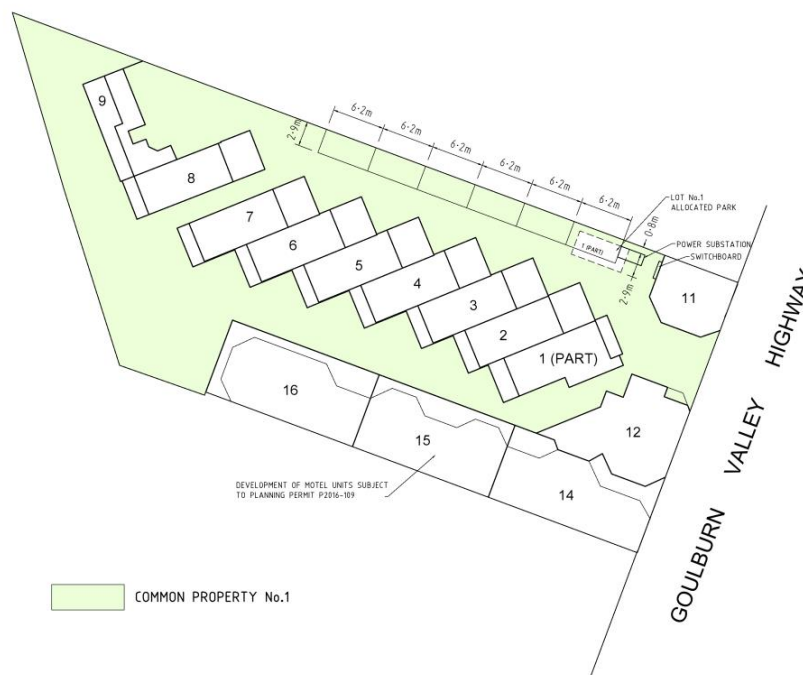 6·2m
6·2m
6·2m
6·2m
6·2m
6·2m
2·9m
LOT No.1
ALLOCATED PARK
0·8m
POWER SUBSTATION
SWITCHBOARD
1 (PART)
2·9m
9
8
7
6
5
4
3
2
1 (PART)
11
12
16
15
14
DEVELOPMENT OF MOTEL UNITS SUBJECT
TO PLANNING PERMIT P2016-109
GOULBURN VALLEY HIGHWAY
COMMON PROPERTY No.1